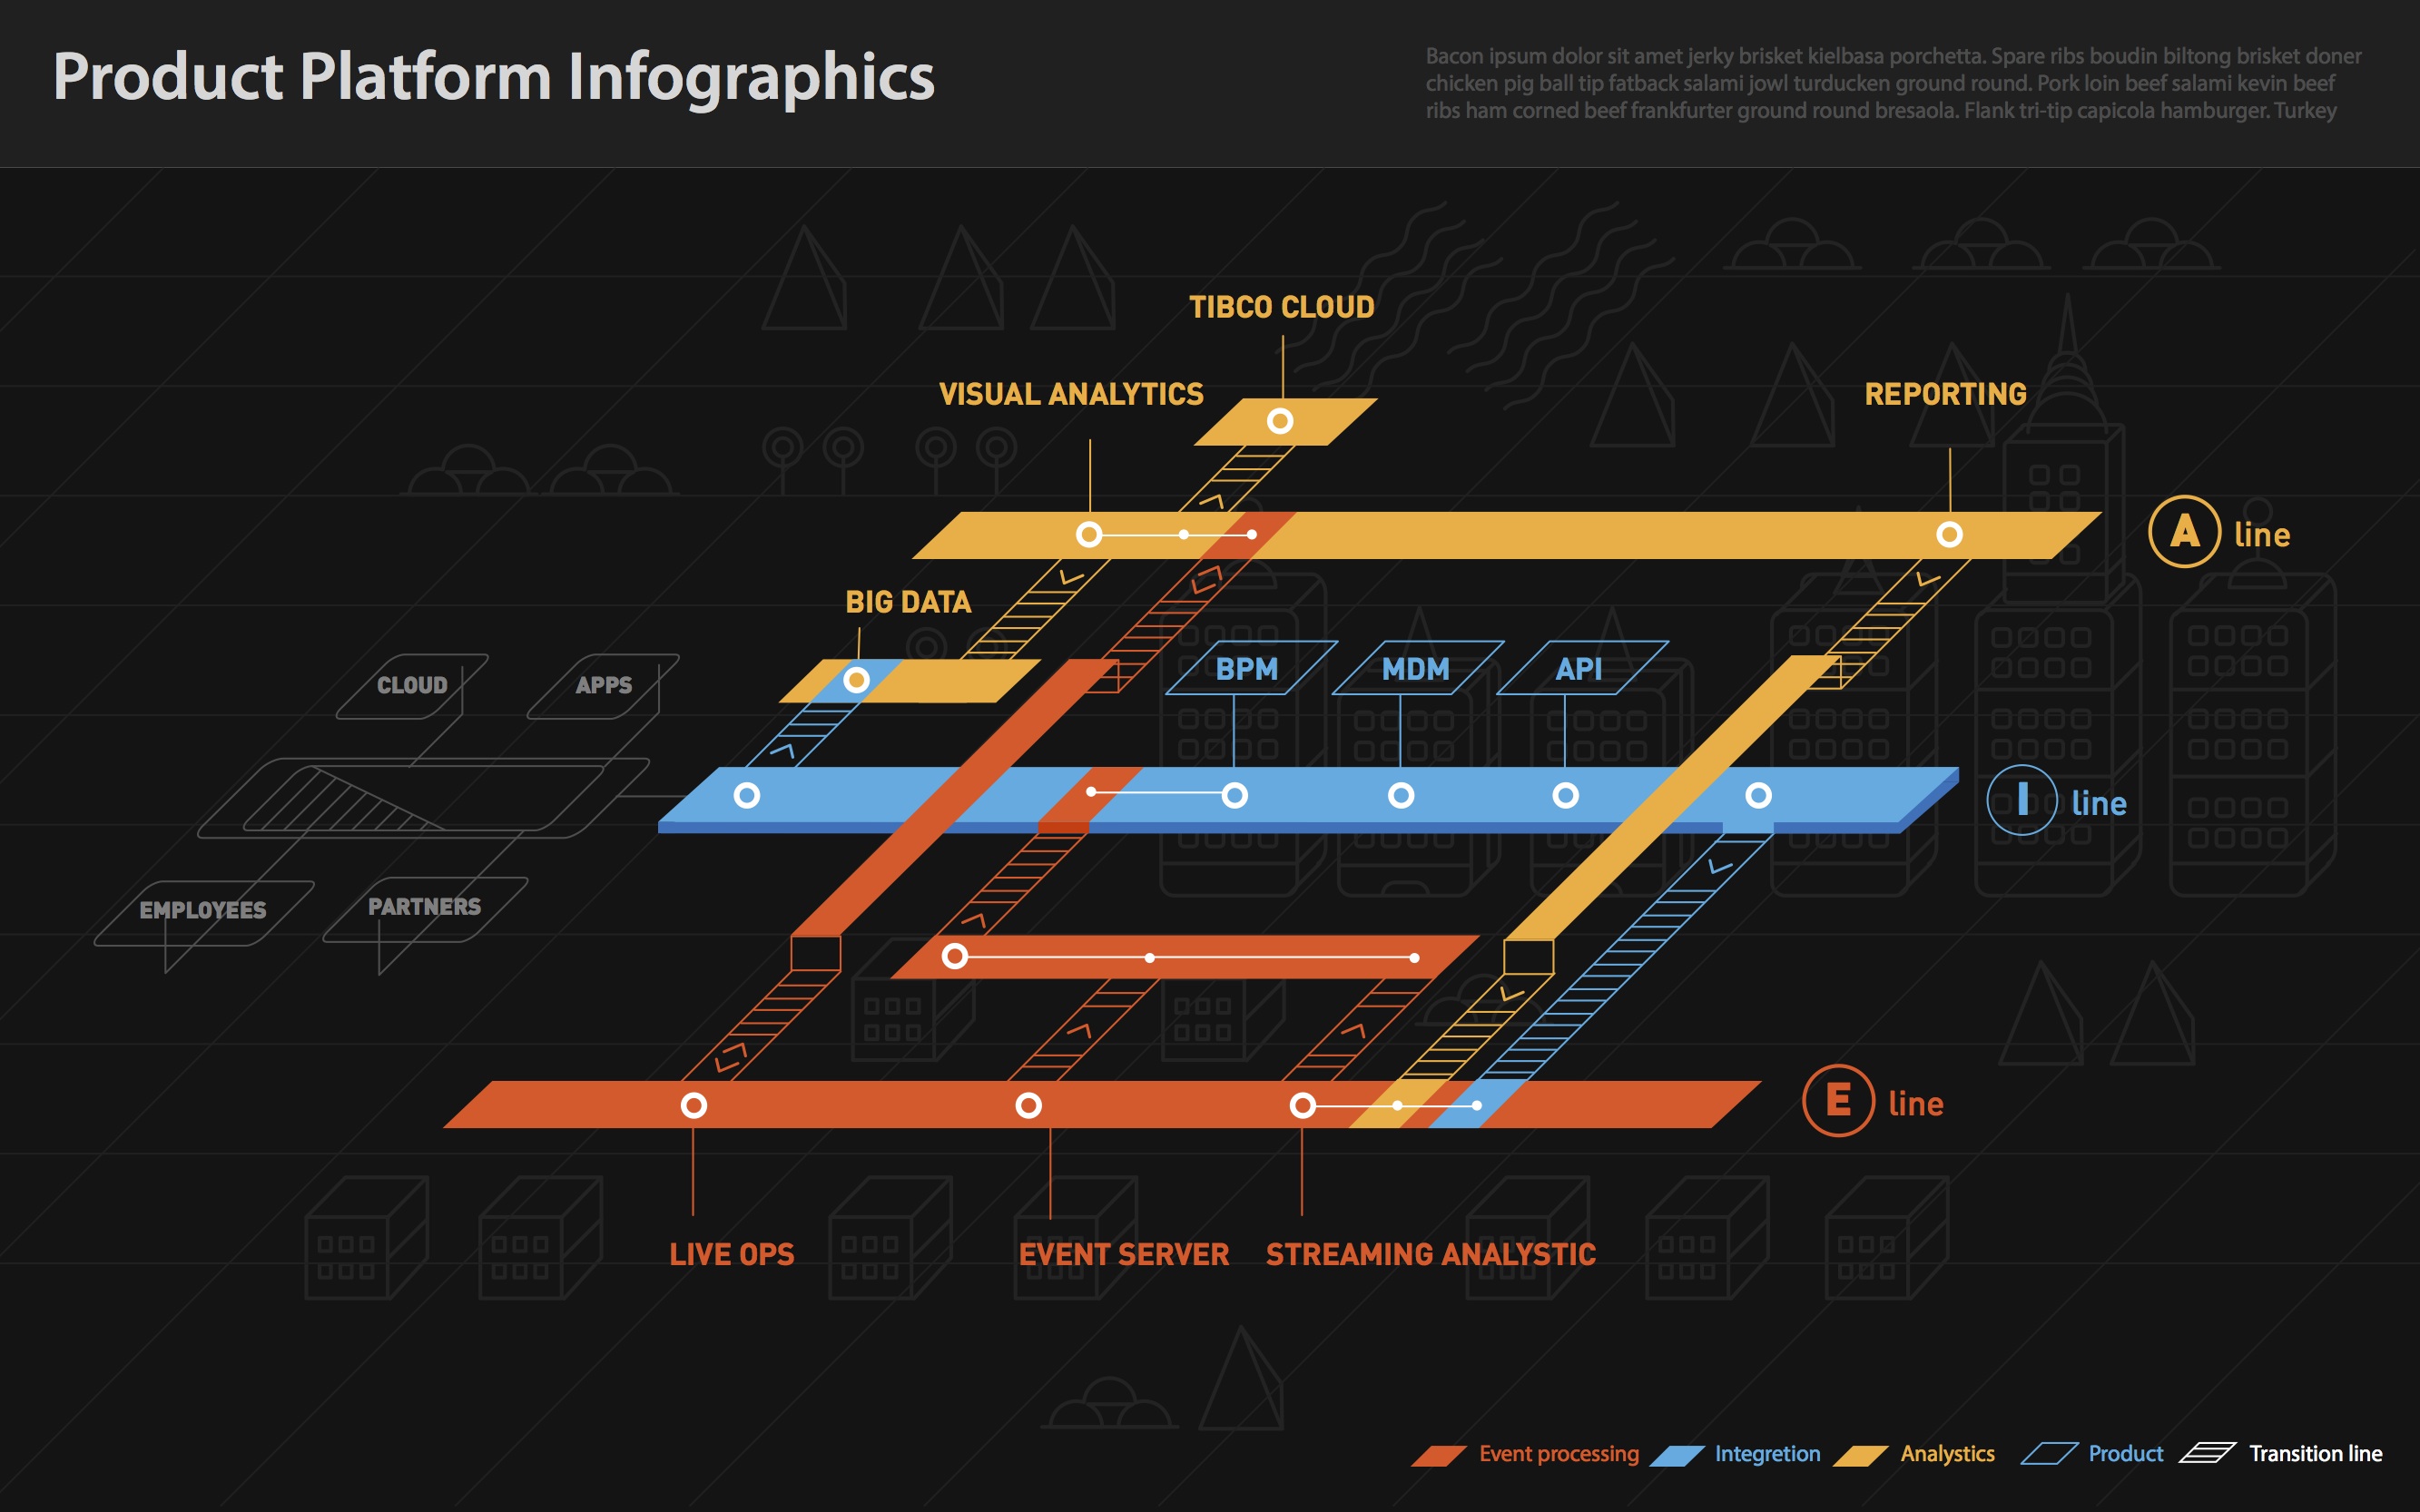 Product Platform Infographics
Bacon ipsum dolor sit amet jerky brisket kielbasa porchetta. Spare ribs boudin biltong brisket doner
chicken pig ball tip fatback salami jowl turducken ground round. Pork loin beef salami kevin beef
ribs ham corned beef frankfurter ground round bresaola. Flank tri-tip capicola hamburger. Turkey
TIBCO CLOUD
VISUAL ANALYTICS
REPORTING
A line
BIG DATA
BPM
MDM
API
CLOUD
APPS
I line
EMPLOYEES
PARTNERS
E line
LIVE OPS
EVENT SERVER
STREAMING ANALYSTIC
Event processing
Integretion
Analystics
Product
Transition line